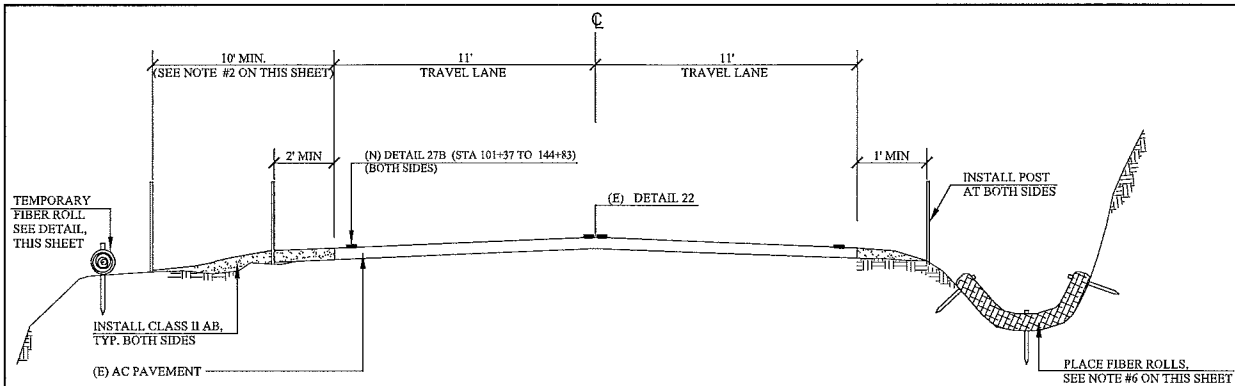 ℄
10' MIN.
(SEE NOTE #2 ON THIS SHEET)
11'
TRAVEL LANE
11'
TRAVEL LANE
2' MIN
(N) DETAIL 27B (STA 101+37 TO 144+83)
(BOTH SIDES)
1' MIN
INSTALL POST
AT BOTH SIDES
TEMPORARY
FIBER ROLL
SEE DETAIL,
THIS SHEET
(E) DETAIL 22
INSTALL CLASS II AB,
TYP. BOTH SIDES
(E) AC PAVEMENT
PLACE FIBER ROLLS,
SEE NOTE #6 ON THIS SHEET